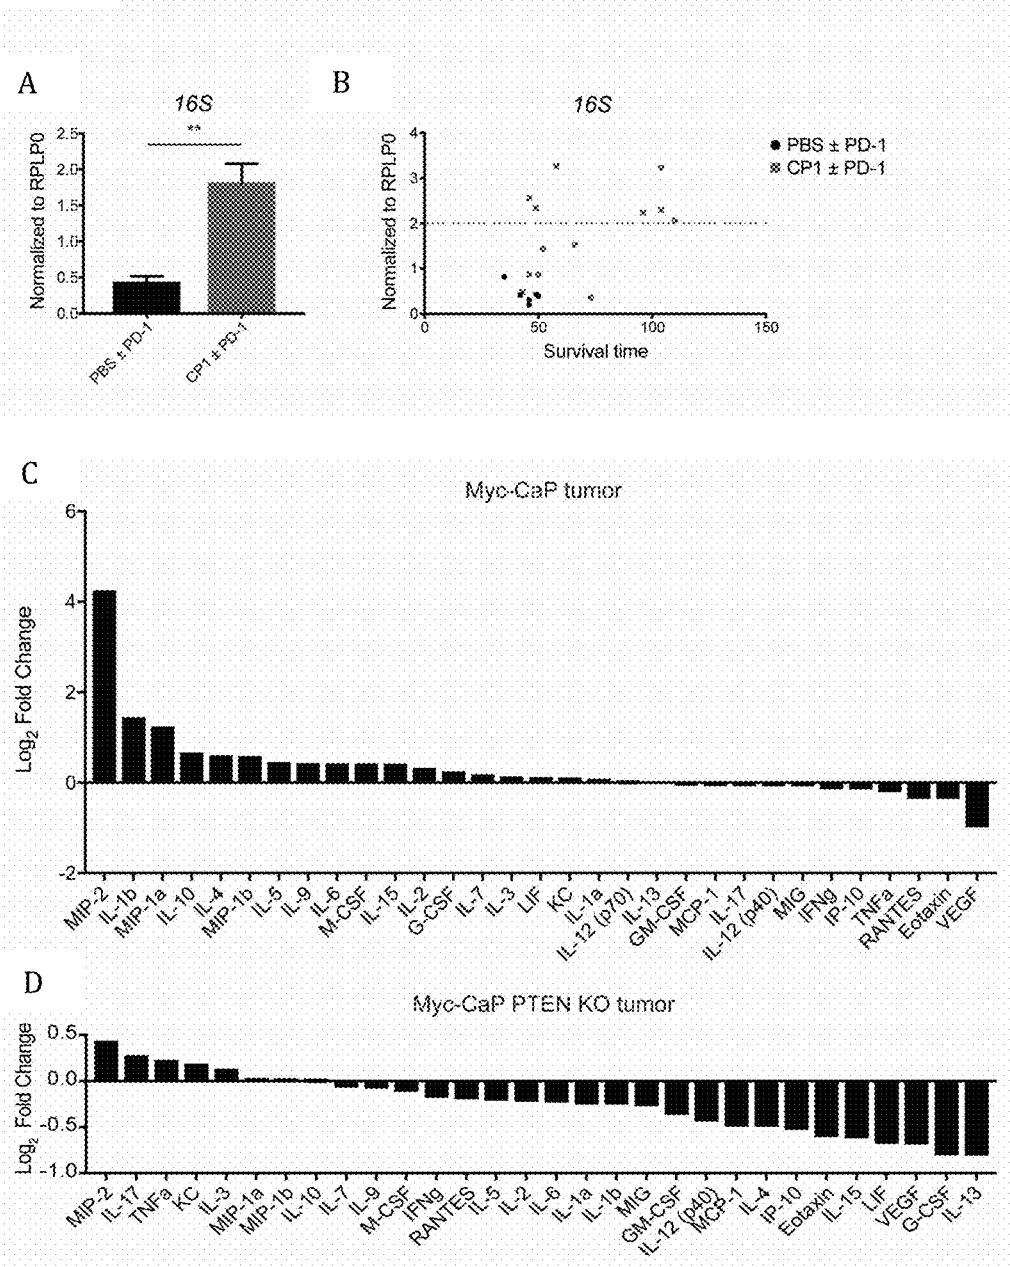 A
16S
**
Normalized to RPLP0
2.5
2.0
1.5
1.0
0.5
0.0
PBS ± PD-1
CP1 ± PD-1
B
16S
Normalized to RPLP0
4
3
2
1
0
0
50
100
150
Survival time
PBS ± PD-1
CP1 ± PD-1
C
Myc-CaP tumor
Log2 Fold Change
6
4
2
0
-2
MIP-2
IL-1b
MIP-1a
IL-10
IL-4
MIP-1b
IL-5
IL-9
IL-6
M-CSF
IL-15
IL-2
G-CSF
IL-7
IL-3
LIF
KC
IL-1a
IL-12 (p70)
IL-13
GM-CSF
MCP-1
IL-17
IL-12 (p40)
MIG
IFNg
IP-10
TNFa
RANTES
Eotaxin
VEGF
D
Myc-CaP PTEN KO tumor
Log2 Fold Change
0.5
0.0
-0.5
-1.0
MIP-2
IL-17
TNFa
KC
IL-3
MIP-1a
MIP-1b
IL-10
IL-7
IL-9
M-CSF
IFNg
RANTES
IL-5
IL-2
IL-6
IL-1a
IL-1b
MIG
GM-CSF
IL-12 (p40)
MCP-1
IL-4
IP-10
Eotaxin
IL-15
LIF
VEGF
G-CSF
IL-13